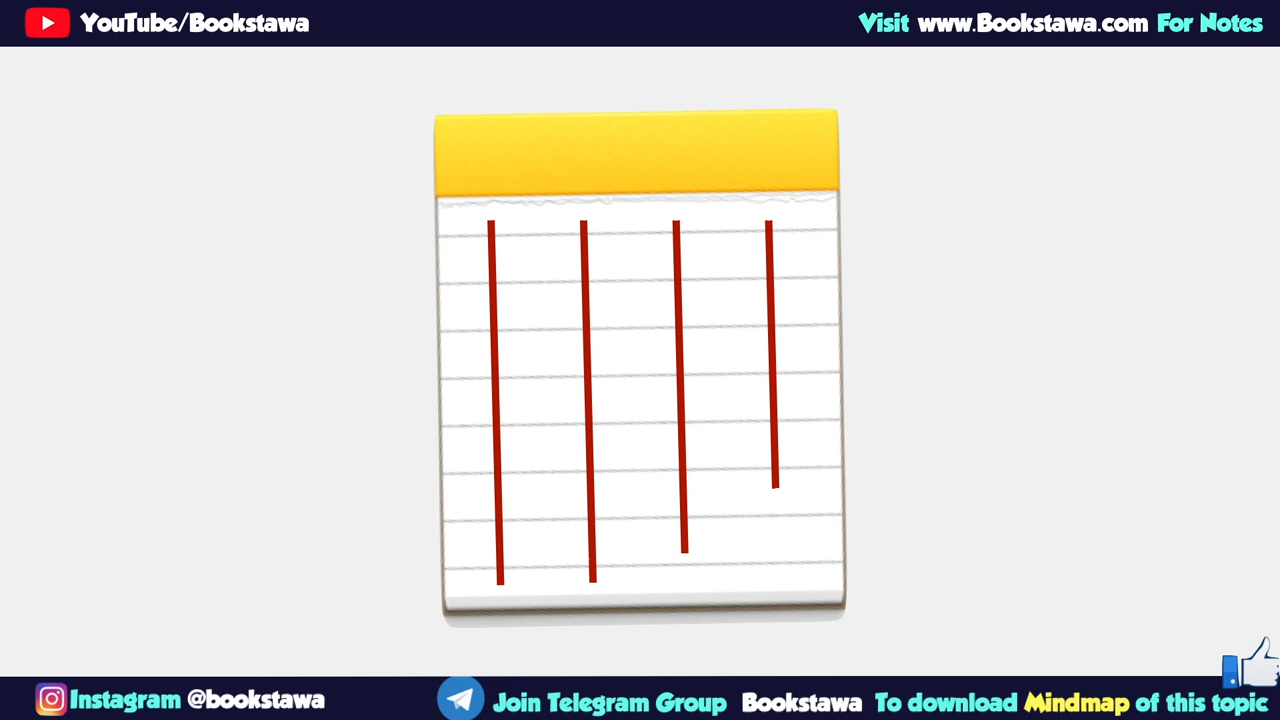 YouTube/Bookstawa
Visit www.Bookstawa.com For Notes
Instagram @bookstawa
Join Telegram Group Bookstawa To download Mindmap of this topic